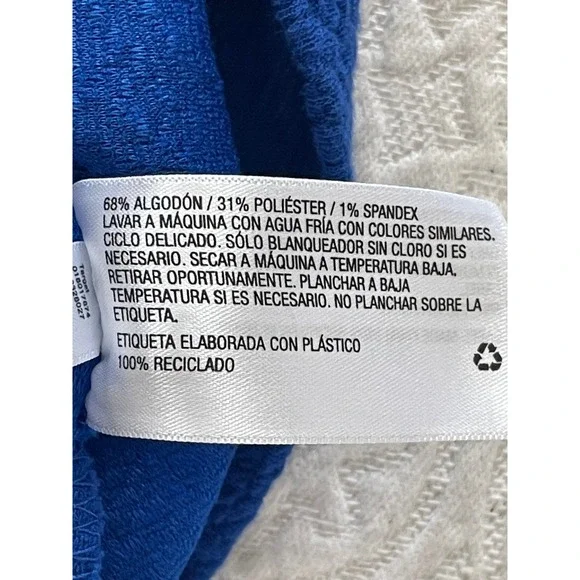 68% ALGODÓN / 31% POLIÉSTER / 1% SPANDEX
LAVAR A MÁQUINA CON AGUA FRÍA CON COLORES SIMILARES.
CICLO DELICADO. SÓLO BLANQUEADOR SIN CLORO SI ES
NECESARIO. SECAR A MÁQUINA A TEMPERATURA BAJA,
RETIRAR OPORTUNAMENTE. PLANCHAR A BAJA
TEMPERATURA SI ES NECESARIO. NO PLANCHAR SOBRE LA
ETIQUETA.
ETIQUETA ELABORADA CON PLÁSTICO
100% RECICLADO